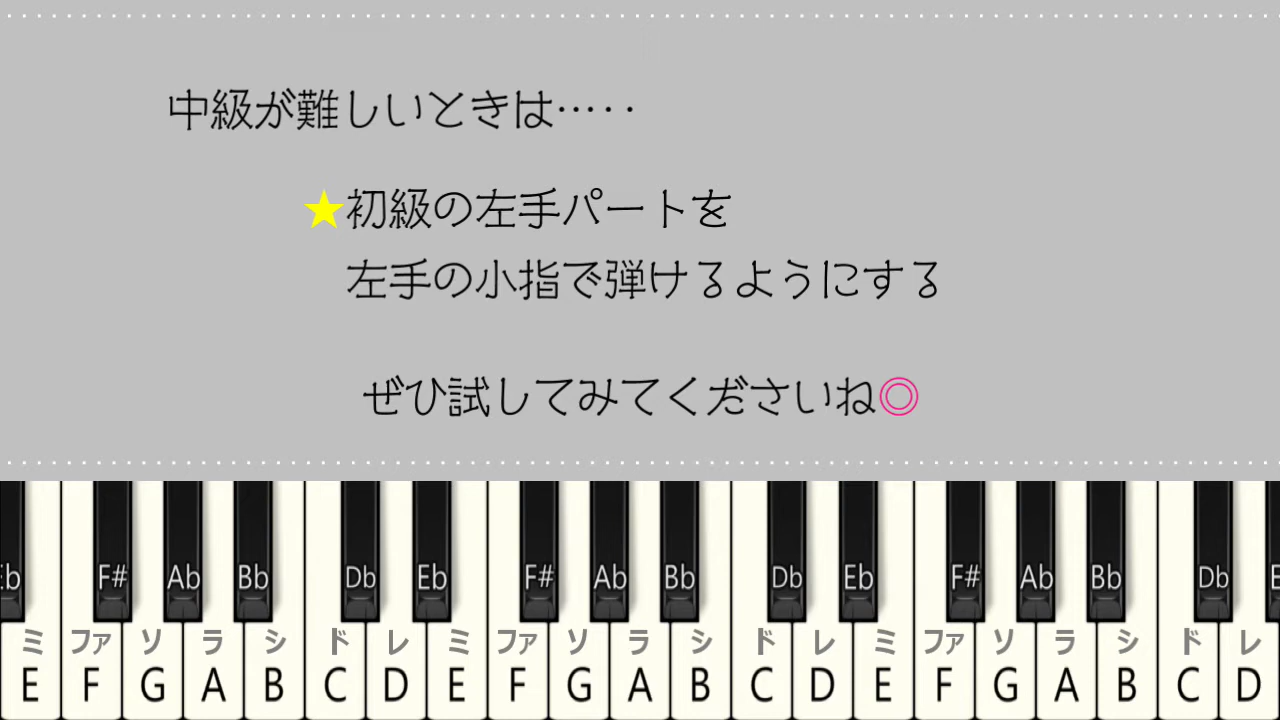 中級が難しいときは‥‥‥
★初級の左手パートを
左手の小指で弾けるようにする
ぜひ試してみてくださいね◎
Eb F# Ab Bb Db Eb F# Ab Bb Db Eb F# Ab Bb Db E
ミ ファ ソ ラ シ ド レ ミ ファ ソ ラ シ ド レ ミ ファ ソ ラ シ ド レ
E F G A B C D E F G A B C D E F G A B C D